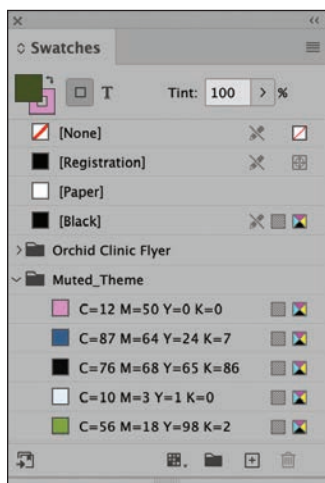 Swatches
T Tint: 100 > %
[None]
[Registration]
[Paper]
[Black]
Orchid Clinic Flyer
Muted_Theme
C=12 M=50 Y=0 K=0
C=87 M=64 Y=24 K=7
C=76 M=68 Y=65 K=86
C=10 M=3 Y=1 K=0
C=56 M=18 Y=98 K=2